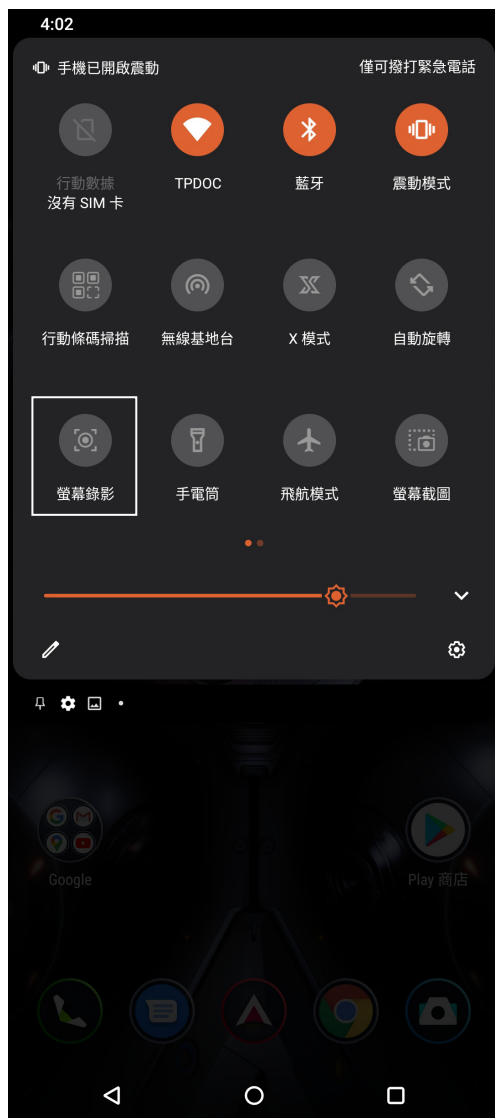 4:02
手機已開啟震動
僅可撥打緊急電話
行動數據
沒有 SIM 卡
TPDOC
藍牙
震動模式
行動條碼掃描
無線基地台
X 模式
自動旋轉
螢幕錄影
手電筒
飛航模式
螢幕截圖
Google
Play 商店